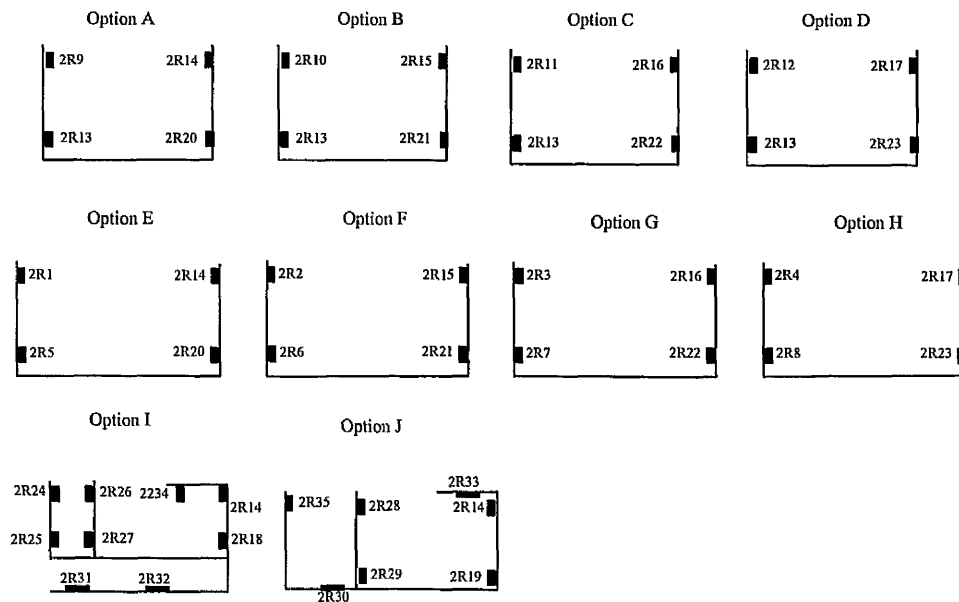 Option A
Option B
Option C
Option D
2R9 2R14
2R10 2R15
2R11 2R16
2R12 2R17
2R13 2R20
2R13 2R21
2R13 2R22
2R13 2R23
Option E
Option F
Option G
Option H
2R1 2R14
2R2 2R15
2R3 2R16
2R4 2R17
2R5 2R20
2R6 2R21
2R7 2R22
2R8 2R23
Option I
Option J
2R24 2R26 2234
2R14
2R25 2R27 2R18
2R31 2R32
2R33
2R35 2R28 2R14
2R29 2R19
2R30